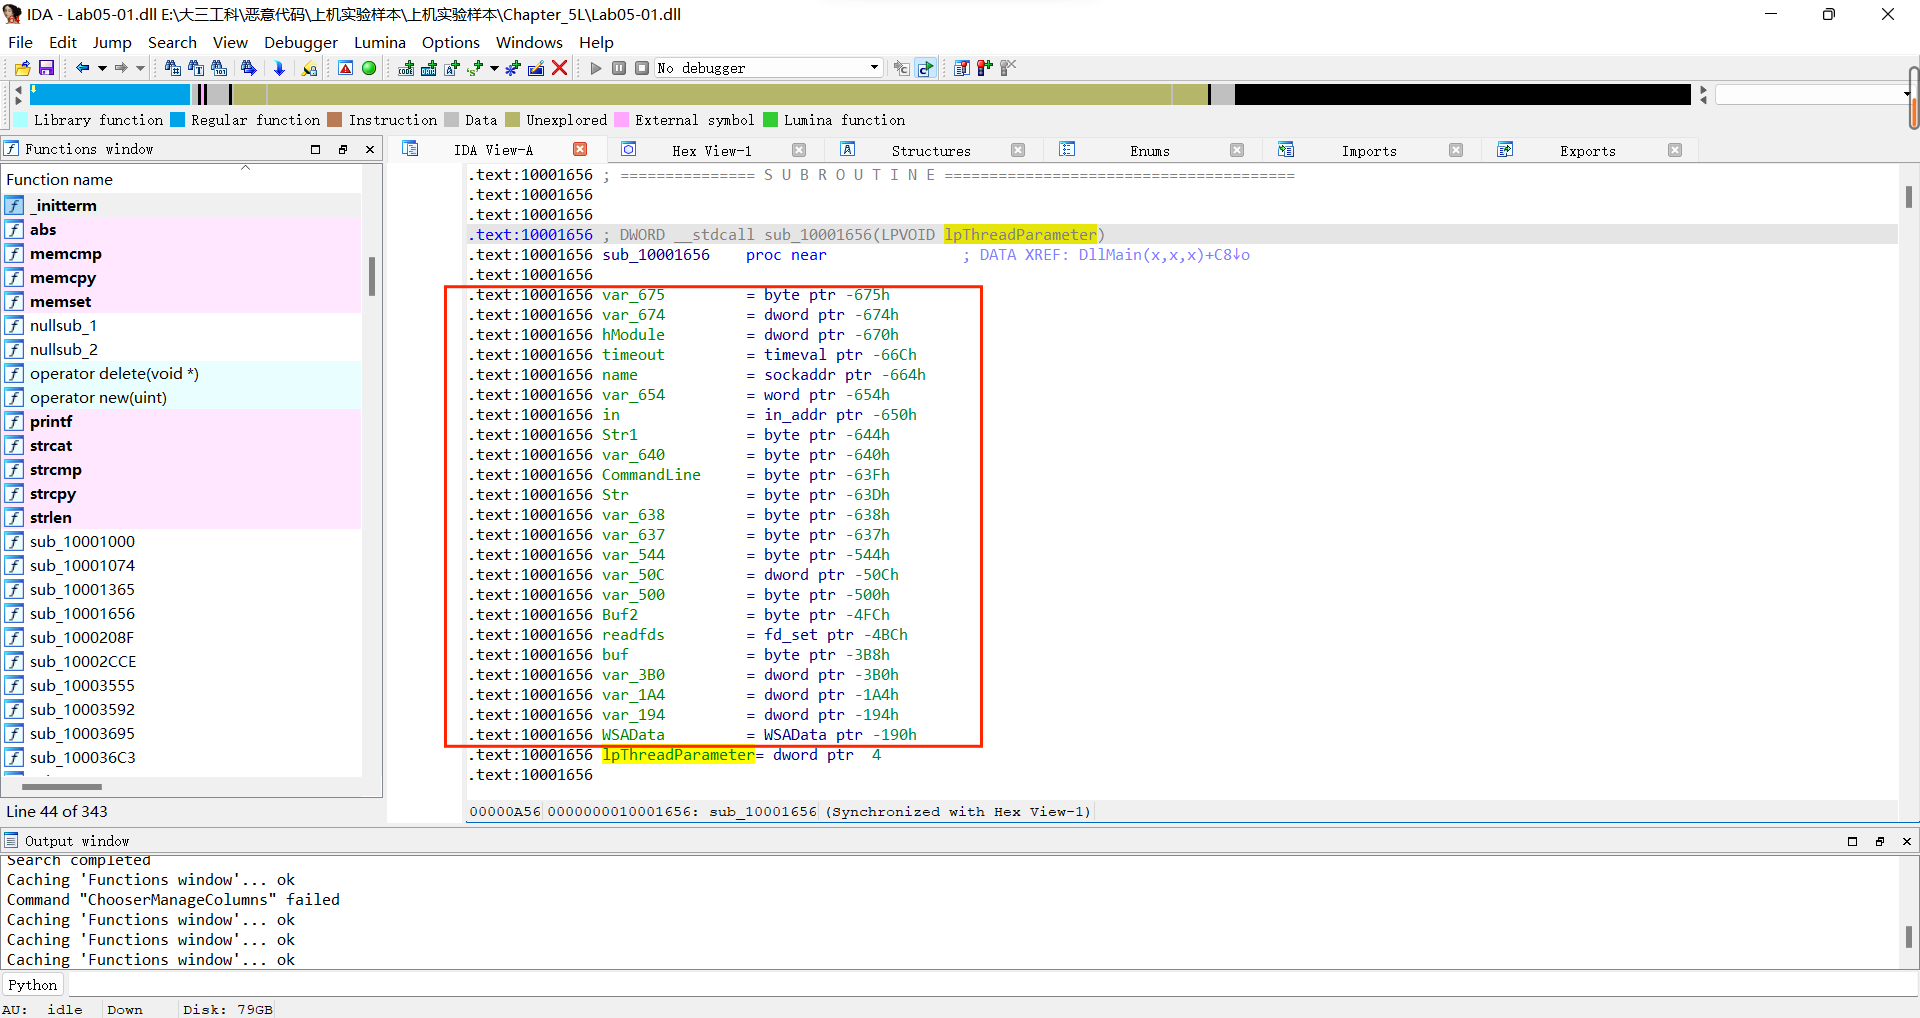 IDA - Lab05-01.dll E:\大三工科\恶意代码\上机实验样本\上机实验样本\Chapter_5L\Lab05-01.dll
File Edit Jump Search View Debugger Lumina Options Windows Help
No debugger
Library function Regular function Instruction Data Unexplored External symbol Lumina function
Functions window
IDA View-A Hex View-1 Structures Enums Imports Exports
Function name
_initterm
abs
memcmp
memcpy
memset
nullsub_1
nullsub_2
operator delete(void *)
operator new(uint)
printf
strcat
strcmp
strcpy
strlen
sub_10001000
sub_10001074
sub_10001365
sub_10001656
sub_1000208F
sub_10002CCE
sub_10003555
sub_10003592
sub_10003695
sub_100036C3
Line 44 of 343
.text:10001656 ; =============== S U B R O U T I N E =======================================
.text:10001656
.text:10001656
.text:10001656 ; DWORD __stdcall sub_10001656(LPVOID lpThreadParameter)
.text:10001656 sub_10001656 proc near ; DATA XREF: DllMain(x,x,x)+C8↓o
.text:10001656
.text:10001656 var_675 = byte ptr -675h
.text:10001656 var_674 = dword ptr -674h
.text:10001656 hModule = dword ptr -670h
.text:10001656 timeout = timeval ptr -66Ch
.text:10001656 name = sockaddr ptr -664h
.text:10001656 var_654 = word ptr -654h
.text:10001656 in = in_addr ptr -650h
.text:10001656 Str1 = byte ptr -644h
.text:10001656 var_640 = byte ptr -640h
.text:10001656 CommandLine = byte ptr -63Fh
.text:10001656 Str = byte ptr -63Dh
.text:10001656 var_638 = byte ptr -638h
.text:10001656 var_637 = byte ptr -637h
.text:10001656 var_544 = byte ptr -544h
.text:10001656 var_50C = dword ptr -50Ch
.text:10001656 var_500 = byte ptr -500h
.text:10001656 Buf2 = byte ptr -4FCh
.text:10001656 readfds = fd_set ptr -4BCh
.text:10001656 buf = byte ptr -3B8h
.text:10001656 var_3B0 = dword ptr -3B0h
.text:10001656 var_1A4 = dword ptr -1A4h
.text:10001656 var_194 = dword ptr -194h
.text:10001656 WSAData = WSAData ptr -190h
.text:10001656 lpThreadParameter= dword ptr 4
.text:10001656
00000A56 0000000010001656: sub_10001656 (Synchronized with Hex View-1)
Output window
Search completed
Caching 'Functions window'... ok
Command "ChooserManageColumns" failed
Caching 'Functions window'... ok
Caching 'Functions window'... ok
Caching 'Functions window'... ok
Python
AU: idle Down Disk: 79GB